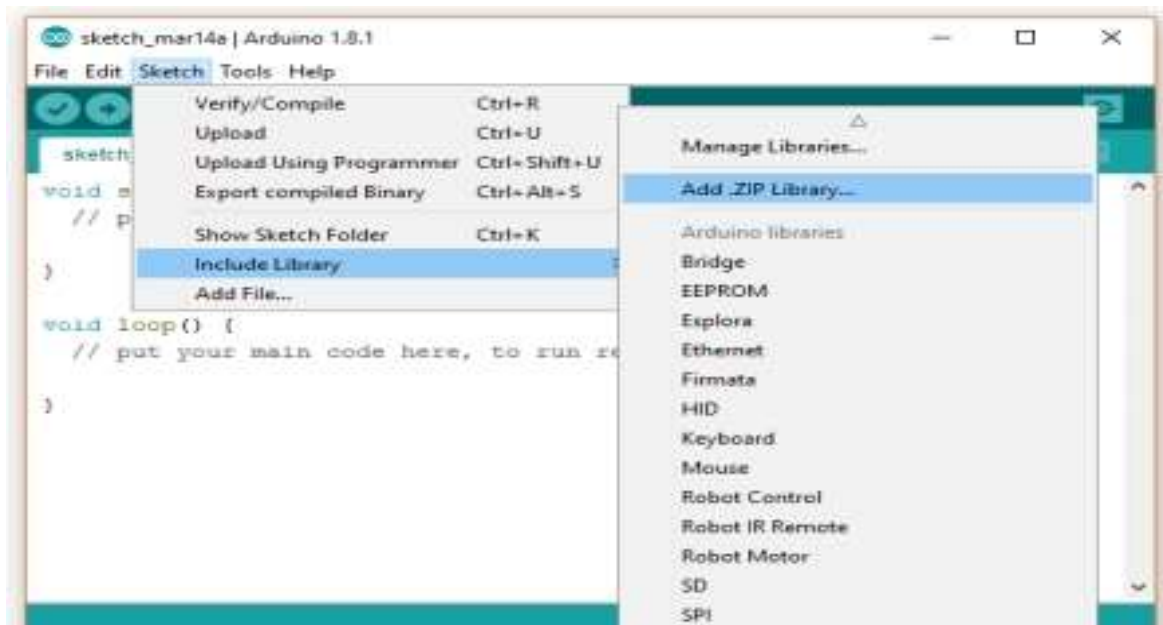 sketch_mar14a | Arduino 1.8.1
File Edit Sketch Tools Help
Verify/Compile Ctrl+R
Upload Ctrl+U
Upload Using Programmer Ctrl+Shift+U
Export compiled Binary Ctrl+Alt+S
Show Sketch Folder Ctrl+K
Include Library
Add File...
Manage Libraries...
Add .ZIP Library...
Arduino libraries
Bridge
EEPROM
Esplora
Ethernet
Firmata
HID
Keyboard
Mouse
Robot Control
Robot IR Remote
Robot Motor
SD
SPI
sketch
void s
// p
}
void loop() {
// put your main code here, to run re
}